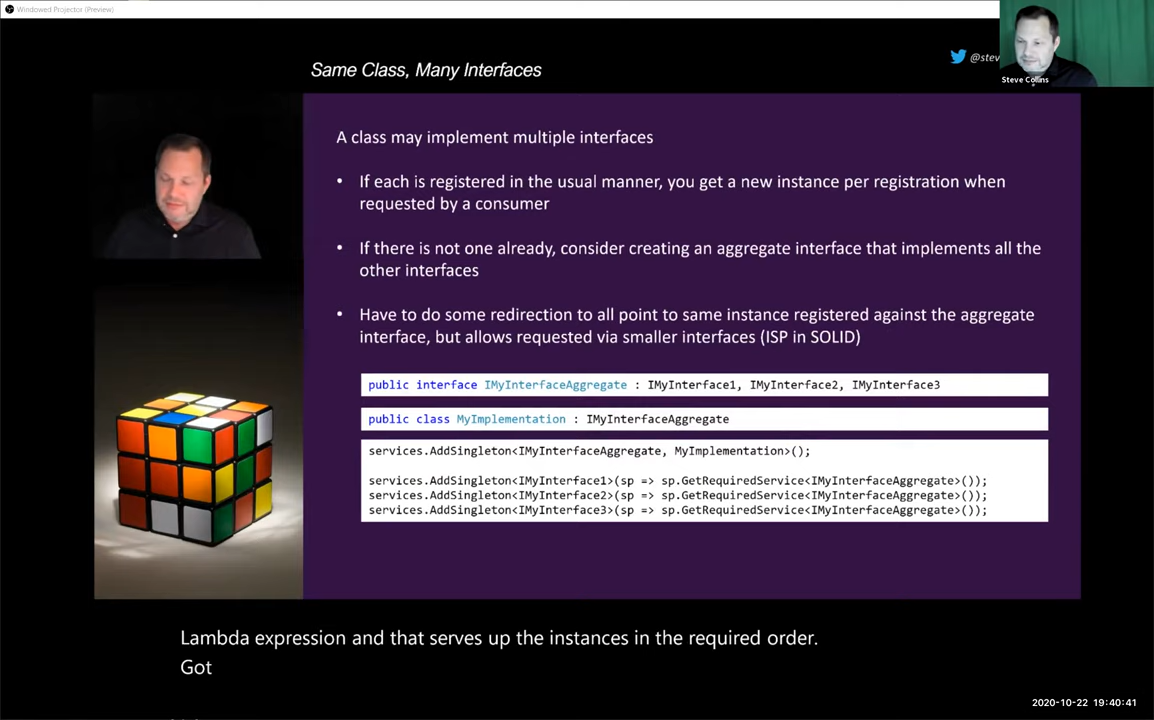 Windowed Projector (Preview)
Same Class, Many Interfaces
@stev
Steve Collins
A class may implement multiple interfaces
• If each is registered in the usual manner, you get a new instance per registration when
requested by a consumer
• If there is not one already, consider creating an aggregate interface that implements all the
other interfaces
• Have to do some redirection to all point to same instance registered against the aggregate
interface, but allows requested via smaller interfaces (ISP in SOLID)
public interface IMyInterfaceAggregate : IMyInterface1, IMyInterface2, IMyInterface3
public class MyImplementation : IMyInterfaceAggregate
services.AddSingleton<IMyInterfaceAggregate, MyImplementation>();
services.AddSingleton<IMyInterface1>(sp => sp.GetRequiredService<IMyInterfaceAggregate>());
services.AddSingleton<IMyInterface2>(sp => sp.GetRequiredService<IMyInterfaceAggregate>());
services.AddSingleton<IMyInterface3>(sp => sp.GetRequiredService<IMyInterfaceAggregate>());
Lambda expression and that serves up the instances in the required order.
Got
2020-10-22 19:40:41